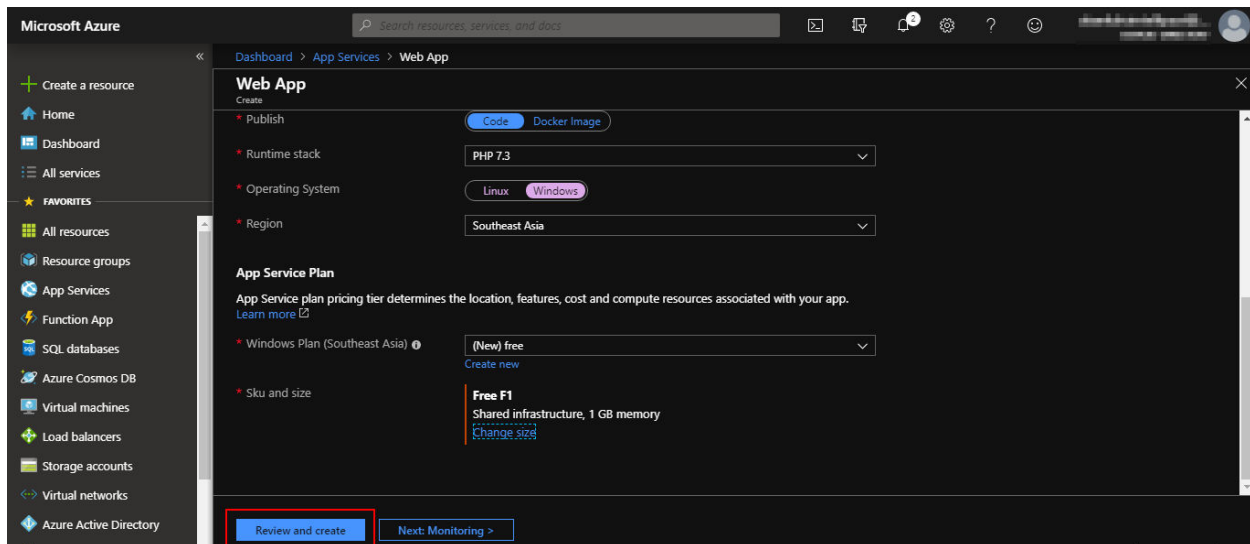 Microsoft Azure
Search resources, services, and docs
2
?
«
Dashboard > App Services > Web App
Create a resource
Home
Dashboard
All services
FAVORITES
All resources
Resource groups
App Services
Function App
SQL databases
Azure Cosmos DB
Virtual machines
Load balancers
Storage accounts
Virtual networks
Azure Active Directory
Web App
Create
* Publish
Code Docker Image
* Runtime stack
PHP 7.3
* Operating System
Linux Windows
* Region
Southeast Asia
App Service Plan
App Service plan pricing tier determines the location, features, cost and compute resources associated with your app.
Learn more
* Windows Plan (Southeast Asia)
(New) free
Create new
* Sku and size
Free F1
Shared infrastructure, 1 GB memory
Change size
Review and create
Next: Monitoring >